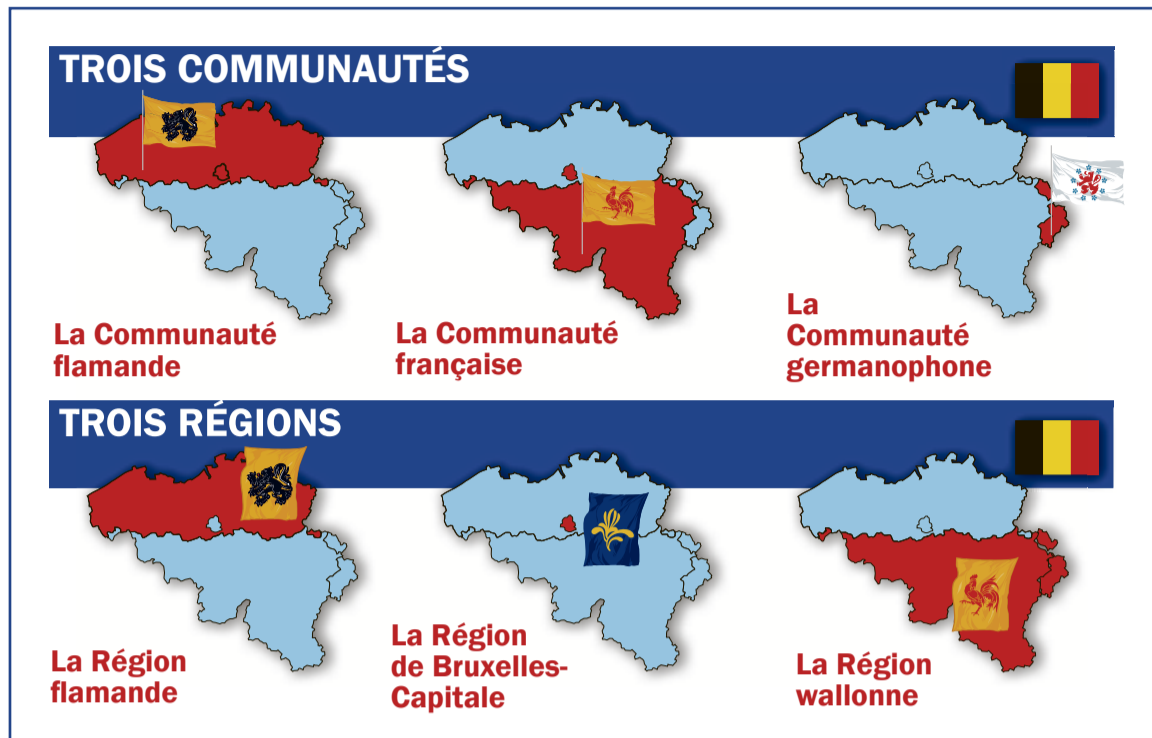 TROIS COMMUNAUTÉS
La Communauté
flamande
La Communauté
française
La
Communauté
germanophone
TROIS RÉGIONS
La Région
flamande
La Région
de Bruxelles-
Capitale
La Région
wallonne